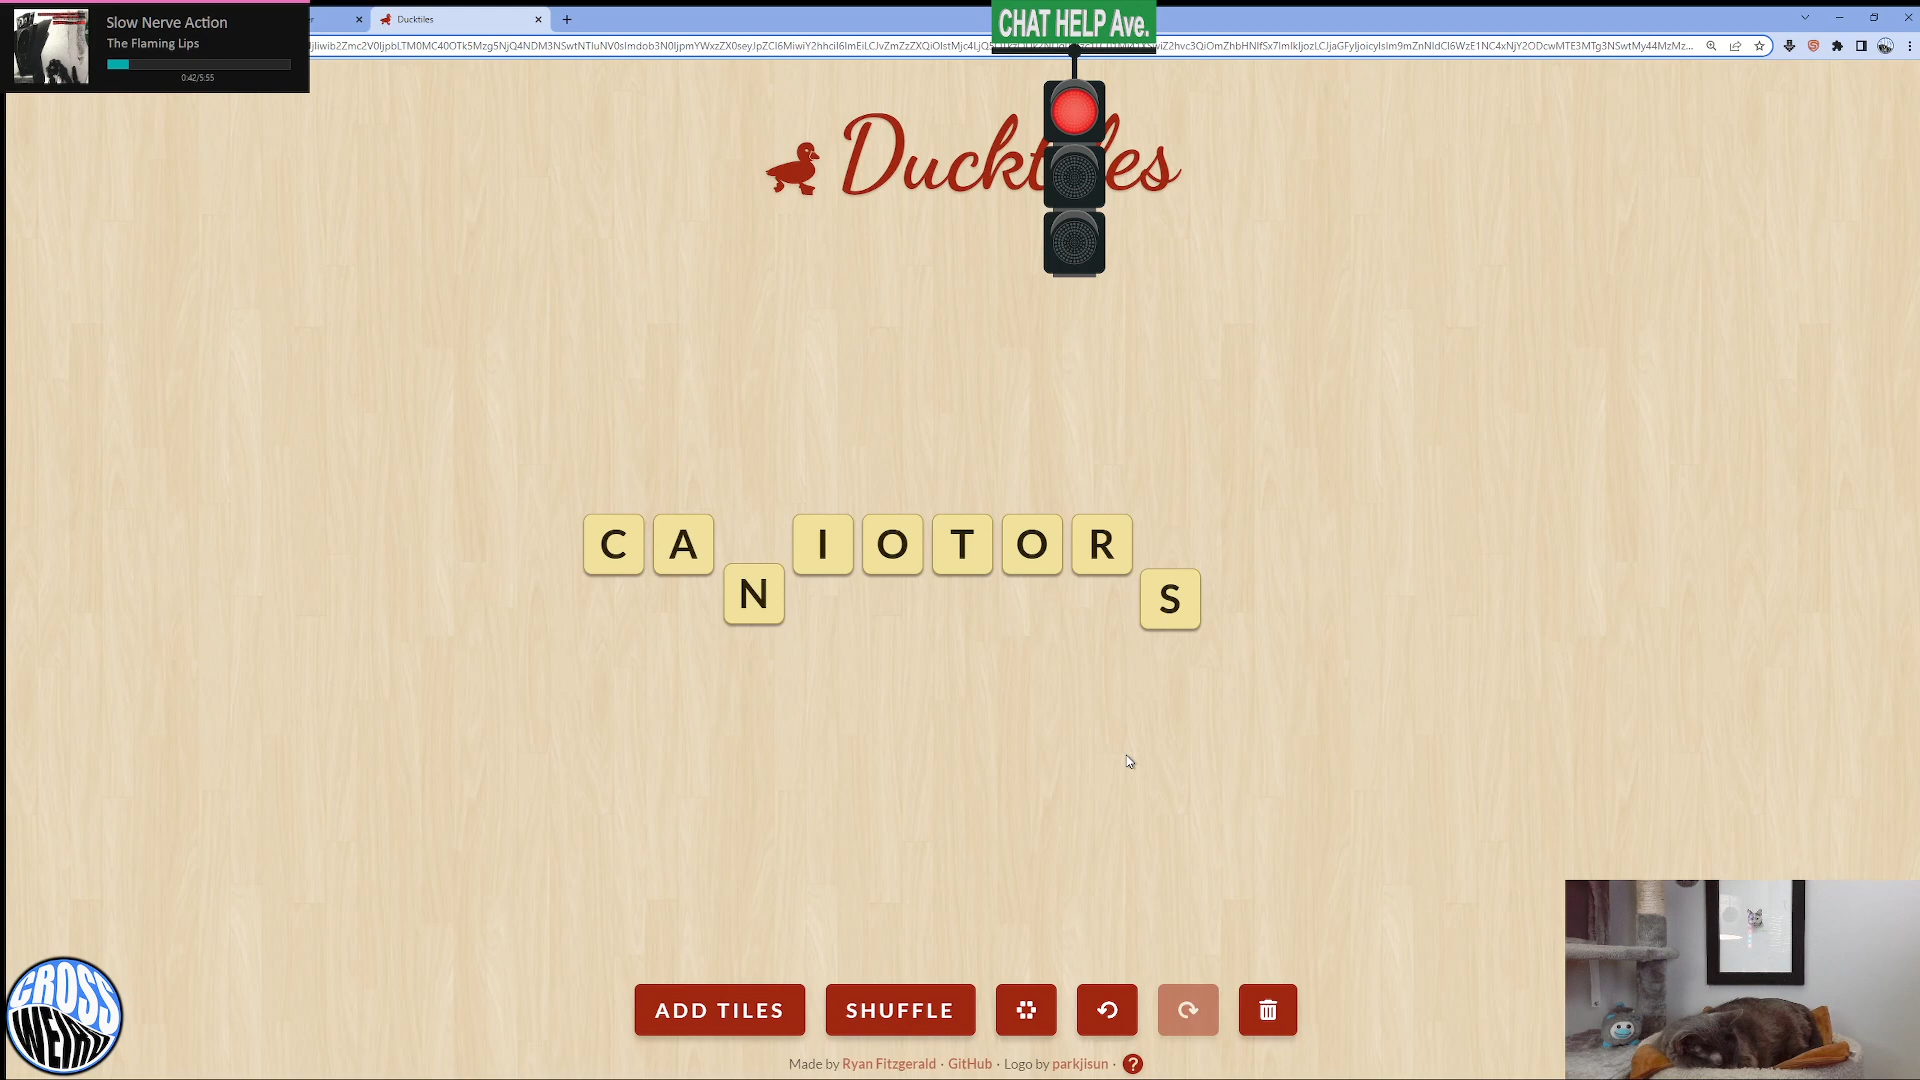 Slow Nerve Action
The Flaming Lips
0:42/5:55
Ducktiles
CHAT HELP Ave.
Ducktiles
C A I O T O R
N S
ADD TILES
SHUFFLE
Made by Ryan Fitzgerald · GitHub · Logo by parkjisun · ?
CROSS
WEIRD